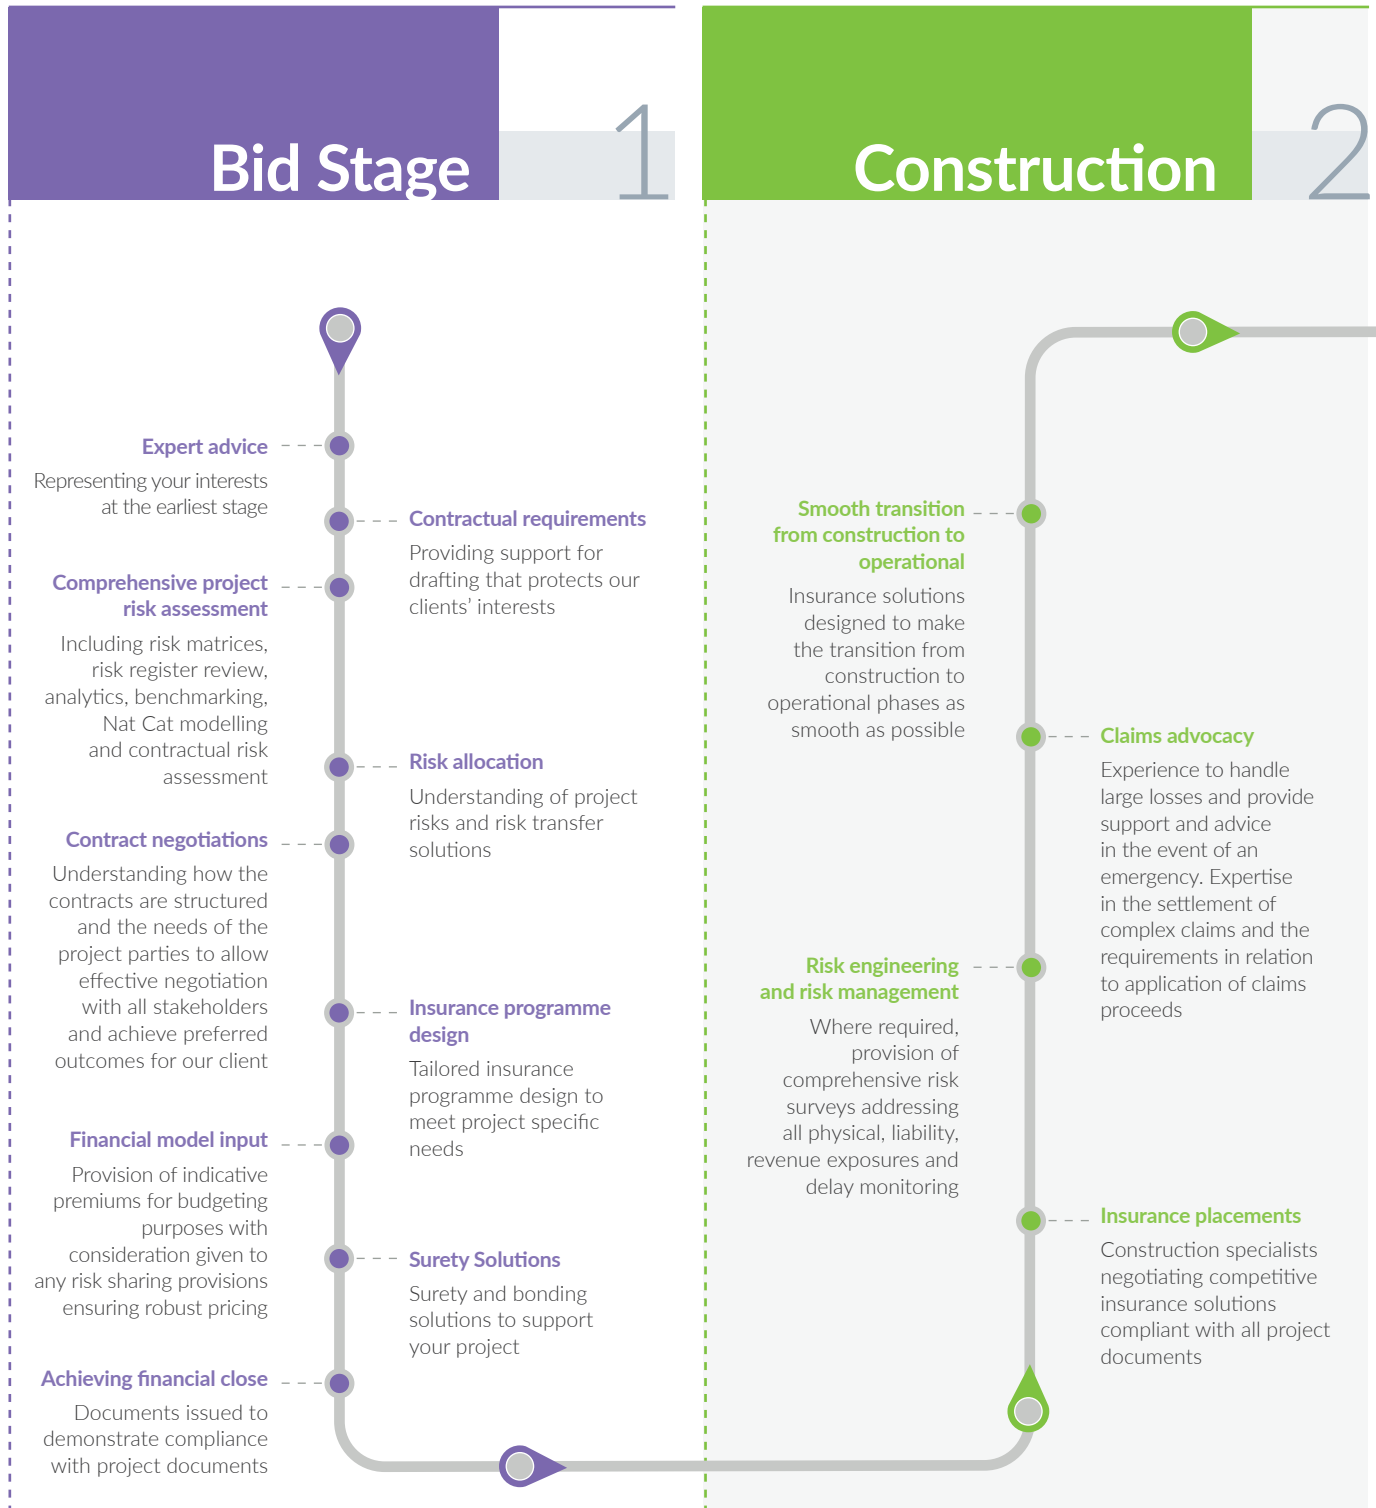 Bid Stage
1
Expert advice
Representing your interests
at the earliest stage
Contractual requirements
Providing support for
drafting that protects our
clients’ interests
Comprehensive project
risk assessment
Including risk matrices,
risk register review,
analytics, benchmarking,
Nat Cat modelling
and contractual risk
assessment
Risk allocation
Understanding of project
risks and risk transfer
solutions
Contract negotiations
Understanding how the
contracts are structured
and the needs of the
project parties to allow
effective negotiation
with all stakeholders
and achieve preferred
outcomes for our client
Insurance programme
design
Tailored insurance
programme design to
meet project specific
needs
Financial model input
Provision of indicative
premiums for budgeting
purposes with
consideration given to
any risk sharing provisions
ensuring robust pricing
Surety Solutions
Surety and bonding
solutions to support
your project
Achieving financial close
Documents issued to
demonstrate compliance
with project documents
Construction
2
Smooth transition
from construction to
operational
Insurance solutions
designed to make
the transition from
construction to
operational phases as
smooth as possible
Claims advocacy
Experience to handle
large losses and provide
support and advice
in the event of an
emergency. Expertise
in the settlement of
complex claims and the
requirements in relation
to application of claims
proceeds
Risk engineering
and risk management
Where required,
provision of
comprehensive risk
surveys addressing
all physical, liability,
revenue exposures and
delay monitoring
Insurance placements
Construction specialists
negotiating competitive
insurance solutions
compliant with all project
documents